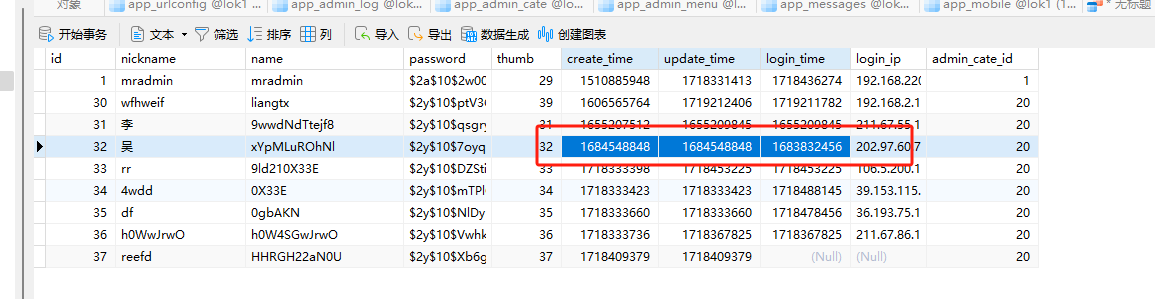 对象 app_urlconfig @lok1 ... app_admin_log @lok... app_admin_cate @lo... app_admin_menu @l... app_messages @lok... app_mobile @lok1 (1... * 无标题
开始事务 文本 筛选 排序 列 导入 导出 数据生成 创建图表
id nickname name password thumb create_time update_time login_time login_ip admin_cate_id
1 mradmin mradmin $2a$10$2w00 29 1510885948 1718331413 1718436274 192.168.220 1
30 wfhweif liangtx $2y$10$ptV36 39 1606565764 1719212406 1719211782 192.168.2.1 20
31 李 9wwdNdTtejf8 $2y$10$qsgry 31 1655207512 1655209845 1655209845 211.67.55.1 20
32 吴 xYpMLuROhNl $2y$10$7oyq 32 1684548848 1684548848 1683832456 202.97.60.7 20
33 rr 9ld210X33E $2y$10$DZSti 33 1718333398 1718453225 1718453225 106.5.200.1 20
34 4wdd 0X33E $2y$10$mTPl 34 1718333423 1718333423 1718488145 39.153.115. 20
35 df 0gbAKN $2y$10$NlDy 35 1718333660 1718333660 1718478456 36.193.75.1 20
36 h0WwJrwO h0W4SGwJrwO $2y$10$Vwhk 36 1718333736 1718367825 1718367825 211.67.86.1 20
37 reefd HHRGH22aN0U $2y$10$Xb6g 37 1718409379 1718409379 (Null) (Null) 20